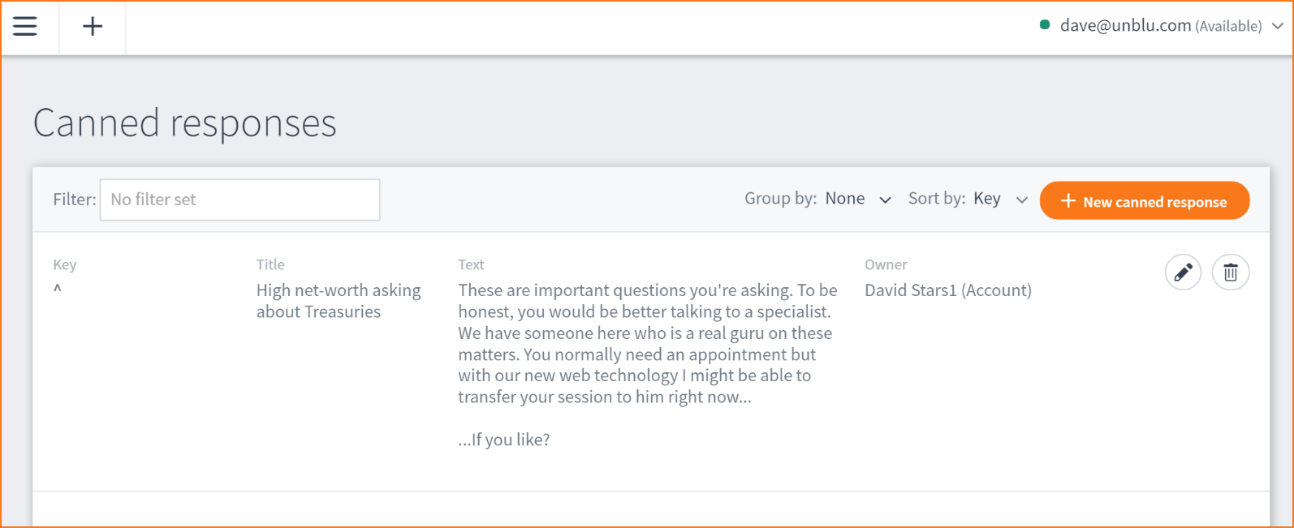 dave@unblu.com (Available)
Canned responses
Filter: No filter set
Group by: None Sort by: Key + New canned response
Key Title Text Owner
^
High net-worth asking
about Treasuries
These are important questions you're asking. To be
honest, you would be better talking to a specialist.
We have someone here who is a real guru on these
matters. You normally need an appointment but
with our new web technology I might be able to
transfer your session to him right now...
...If you like?
David Stars1 (Account)